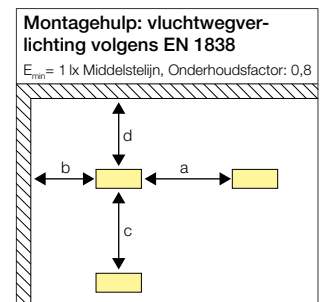 Montagehulp: vluchtwegver-
lichting volgens EN 1838
Emin= 1 lx Middelstelijn, Onderhoudsfactor: 0,8
d
b
a
c